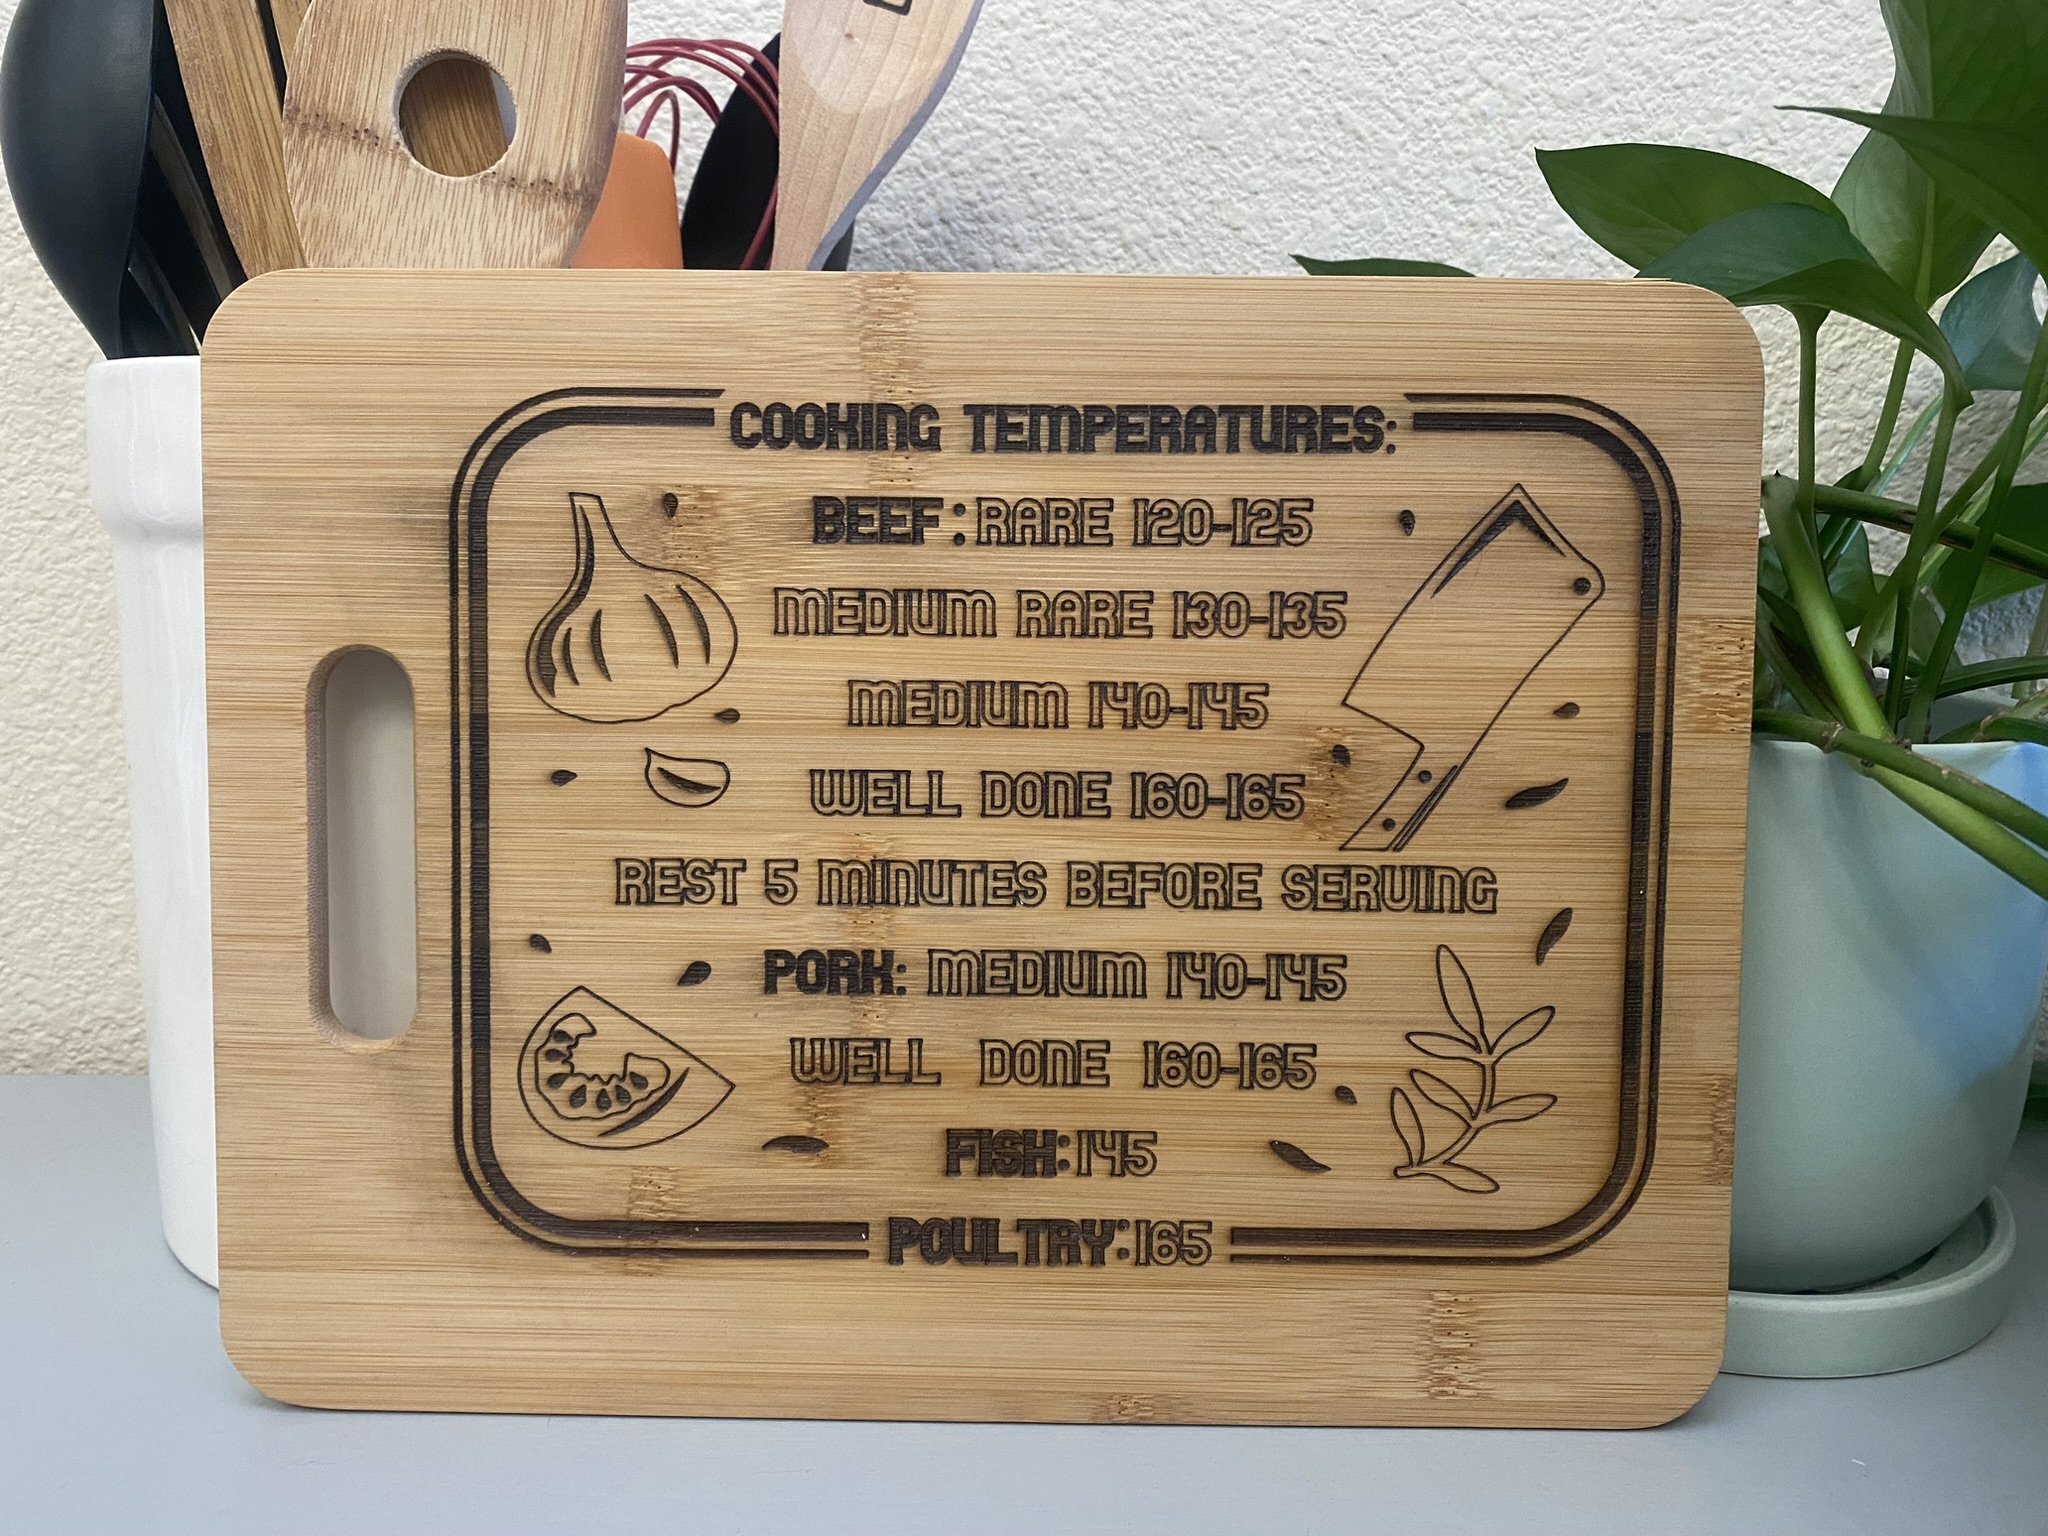 COOKING TEMPERATURES:
BEEF: RARE 120-125
MEDIUM RARE 130-135
MEDIUM 140-145
WELL DONE 160-165
REST 5 MINUTES BEFORE SERVING
PORK: MEDIUM 140-145
WELL DONE 160-165
FISH: 145
POULTRY: 165